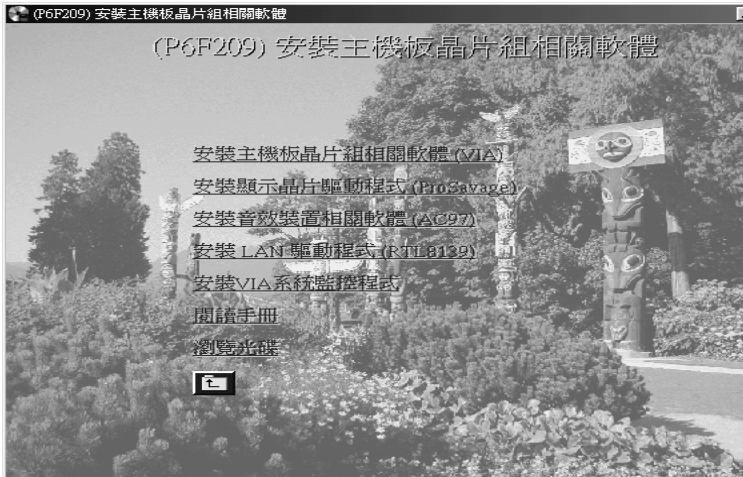 (P6F209) 安裝主機板晶片組相關軟體
(P6F209) 安裝主機板晶片組相關軟體
安裝主機板晶片組相關軟體 (VIA)
安裝顯示晶片驅動程式 (ProSavage)
安裝音效裝置相關軟體 (AC97)
安裝 LAN 驅動程式 (RTL8139)
安裝VIA系統監控程式
閱讀手冊
瀏覽光碟